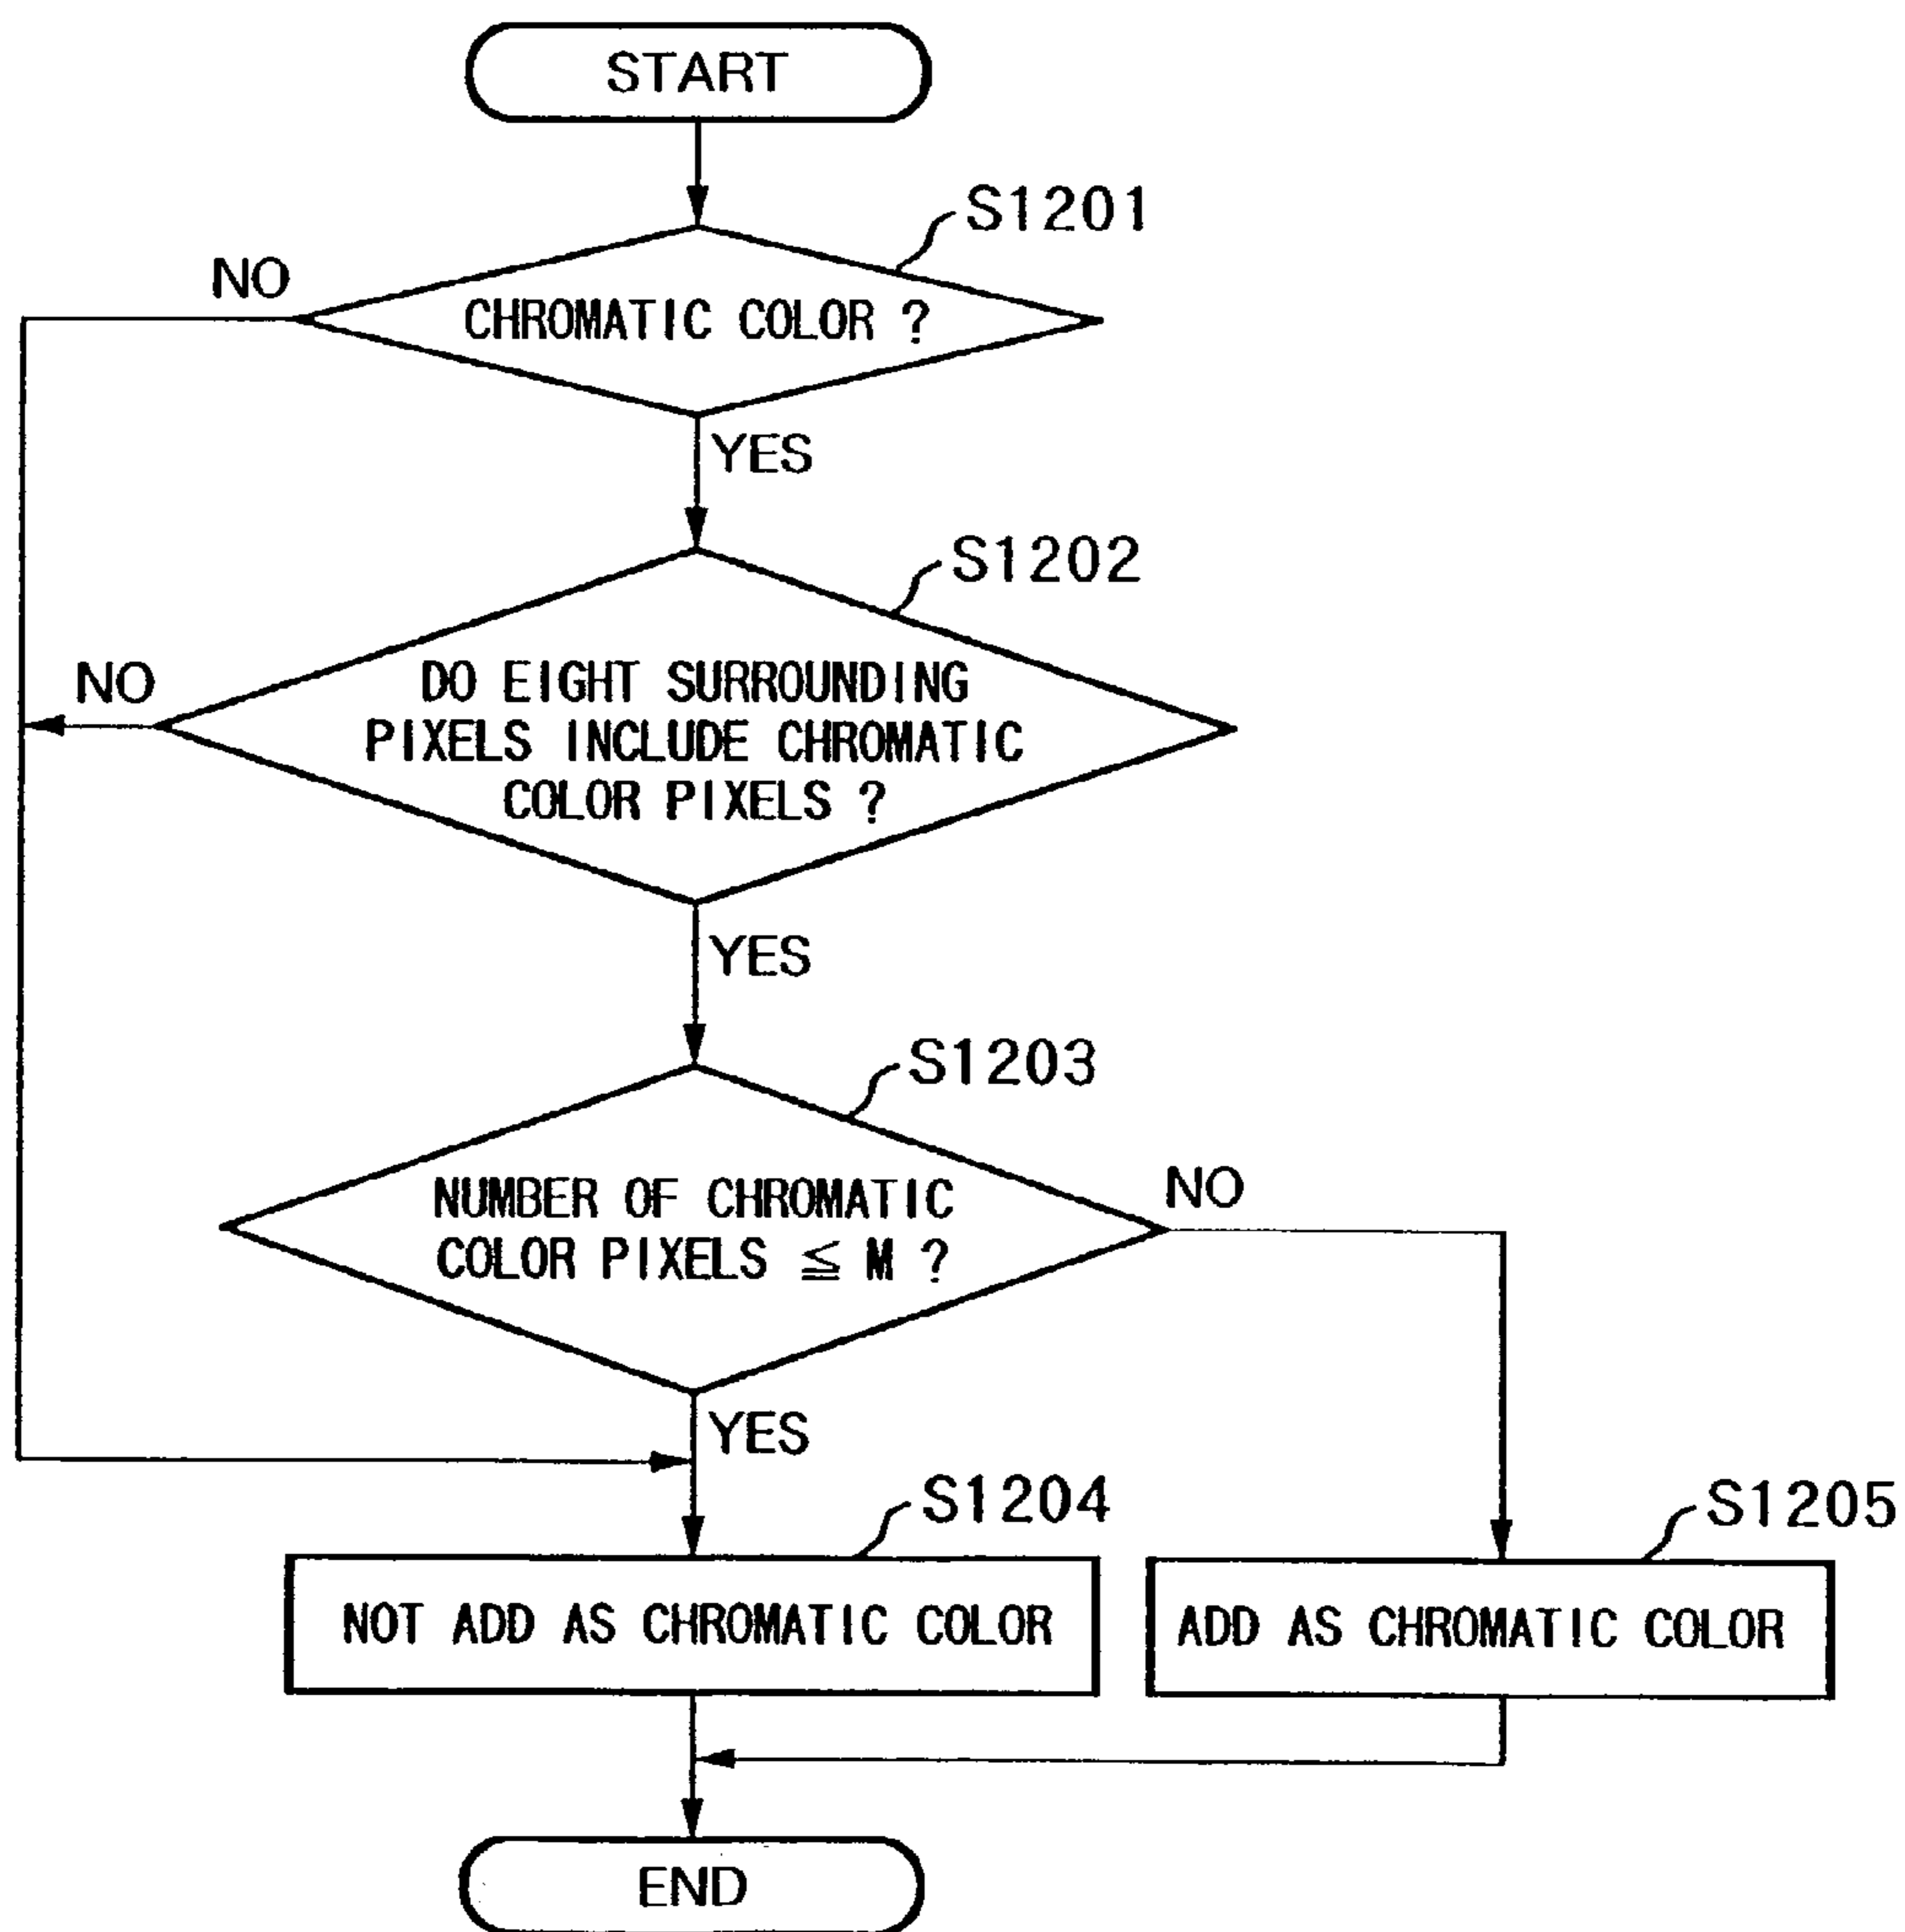 START
S1201
NO
CHROMATIC COLOR ?
YES
S1202
NO
DO EIGHT SURROUNDING
PIXELS INCLUDE CHROMATIC
COLOR PIXELS ?
YES
S1203
NUMBER OF CHROMATIC
COLOR PIXELS ≦ M ?
NO
YES
S1204
S1205
NOT ADD AS CHROMATIC COLOR
ADD AS CHROMATIC COLOR
END